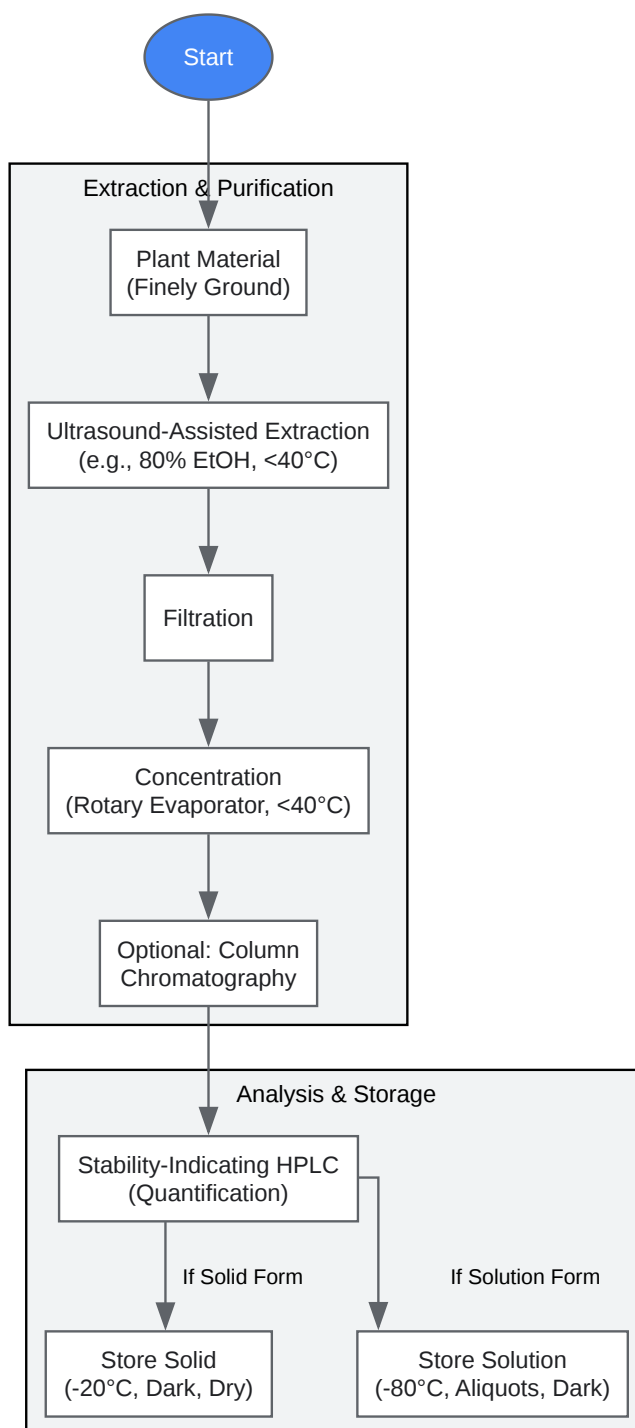 Start
Extraction & Purification
Plant Material
(Finely Ground)
Ultrasound-Assisted Extraction
(e.g., 80% EtOH, <40°C)
Filtration
Concentration
(Rotary Evaporator, <40°C)
Optional: Column
Chromatography
Analysis & Storage
Stability-Indicating HPLC
(Quantification)
If Solid Form
If Solution Form
Store Solid
(-20°C, Dark, Dry)
Store Solution
(-80°C, Aliquots, Dark)